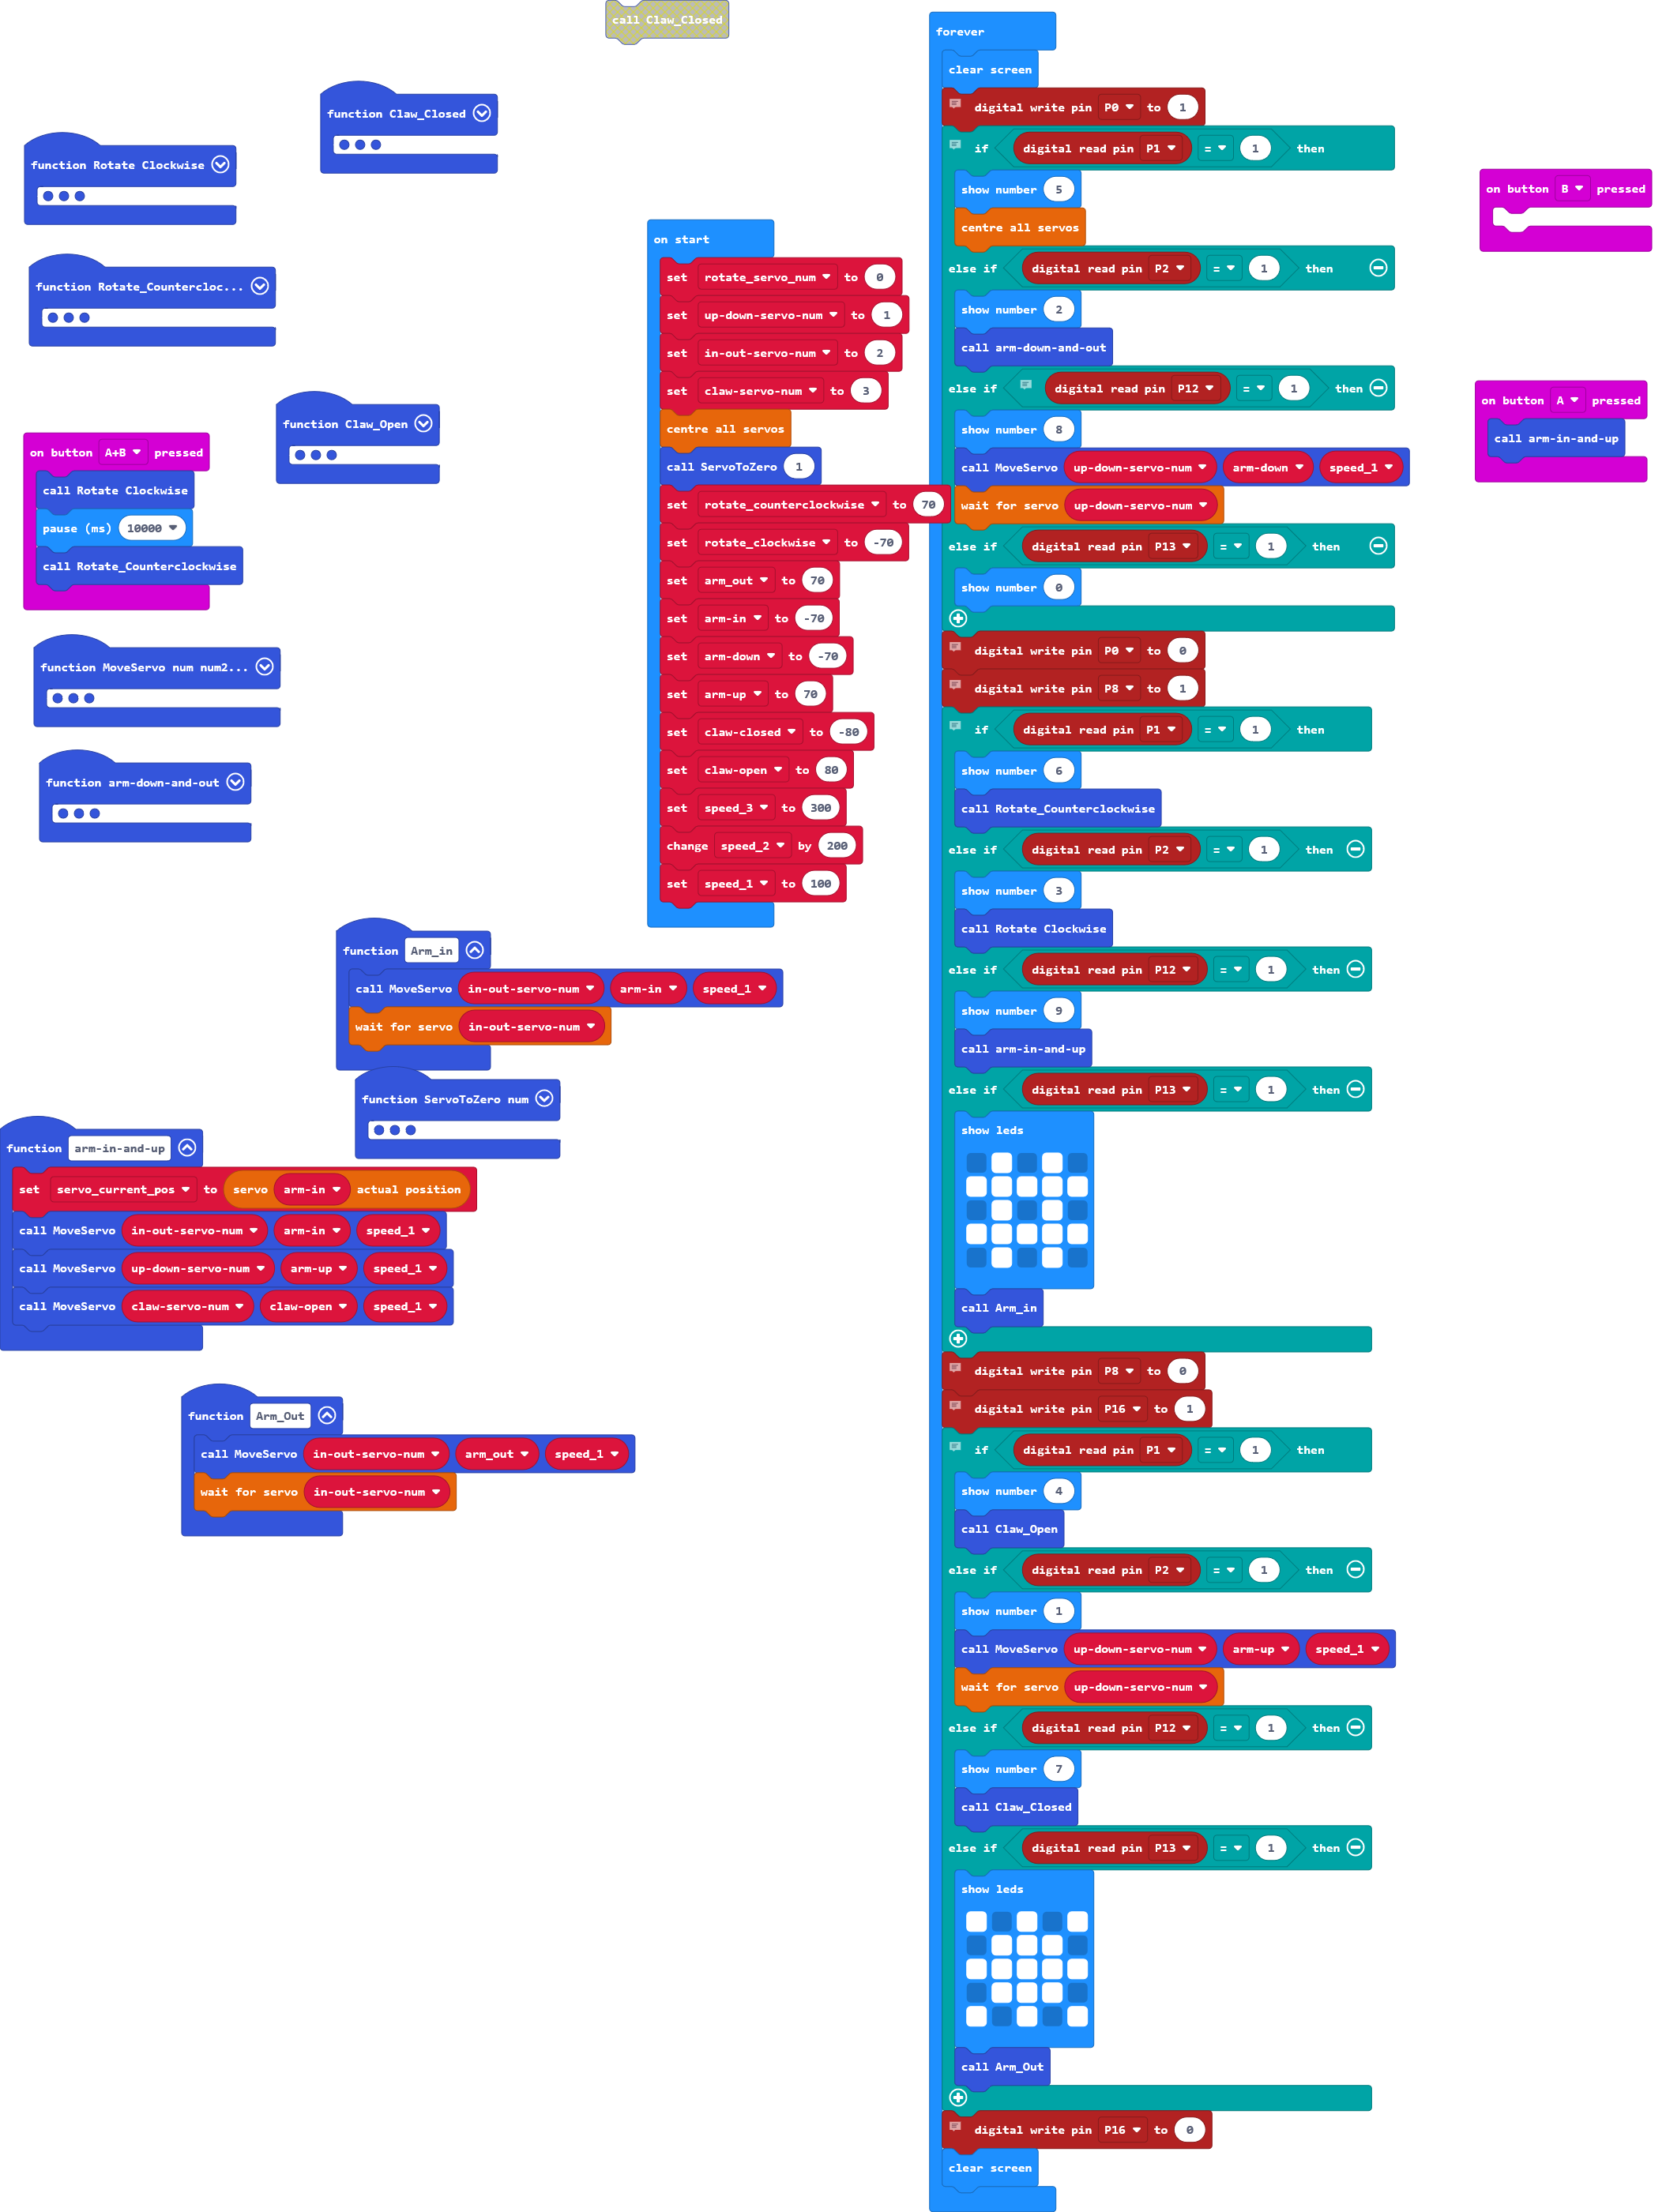 call Claw_Closed
function Claw_Closed
function Rotate Clockwise
function Rotate_Countercloc...
function Claw_Open
on button A+B pressed
call Rotate Clockwise
pause (ms) 10000
call Rotate_Counterclockwise
function MoveServo num num2...
function arm-down-and-out
on start
set rotate_servo_num to 0
set up-down-servo-num to 1
set in-out-servo-num to 2
set claw-servo-num to 3
centre all servos
call ServoToZero 1
set rotate_counterclockwise to 70
set rotate_clockwise to -70
set arm_out to 70
set arm-in to -70
set arm-down to -70
set arm-up to 70
set claw-closed to -80
set claw-open to 80
set speed_3 to 300
change speed_2 by 200
set speed_1 to 100
function Arm_in
call MoveServo in-out-servo-num arm-in speed_1
wait for servo in-out-servo-num
function ServoToZero num
function arm-in-and-up
set servo_current_pos to servo arm-in actual position
call MoveServo in-out-servo-num arm-in speed_1
call MoveServo up-down-servo-num arm-up speed_1
call MoveServo claw-servo-num claw-open speed_1
function Arm_Out
call MoveServo in-out-servo-num arm_out speed_1
wait for servo in-out-servo-num
forever
clear screen
digital write pin P0 to 1
if digital read pin P1 = 1 then
show number 5
centre all servos
else if digital read pin P2 = 1 then
show number 2
call arm-down-and-out
else if digital read pin P12 = 1 then
show number 8
call MoveServo up-down-servo-num arm-down speed_1
wait for servo up-down-servo-num
else if digital read pin P13 = 1 then
show number 0
digital write pin P0 to 0
digital write pin P8 to 1
if digital read pin P1 = 1 then
show number 6
call Rotate_Counterclockwise
else if digital read pin P2 = 1 then
show number 3
call Rotate Clockwise
else if digital read pin P12 = 1 then
show number 9
call arm-in-and-up
else if digital read pin P13 = 1 then
show leds
call Arm_in
digital write pin P8 to 0
digital write pin P16 to 1
if digital read pin P1 = 1 then
show number 4
call Claw_Open
else if digital read pin P2 = 1 then
show number 1
call MoveServo up-down-servo-num arm-up speed_1
wait for servo up-down-servo-num
else if digital read pin P12 = 1 then
show number 7
call Claw_Closed
else if digital read pin P13 = 1 then
show leds
call Arm_Out
digital write pin P16 to 0
clear screen
on button B pressed
on button A pressed
call arm-in-and-up